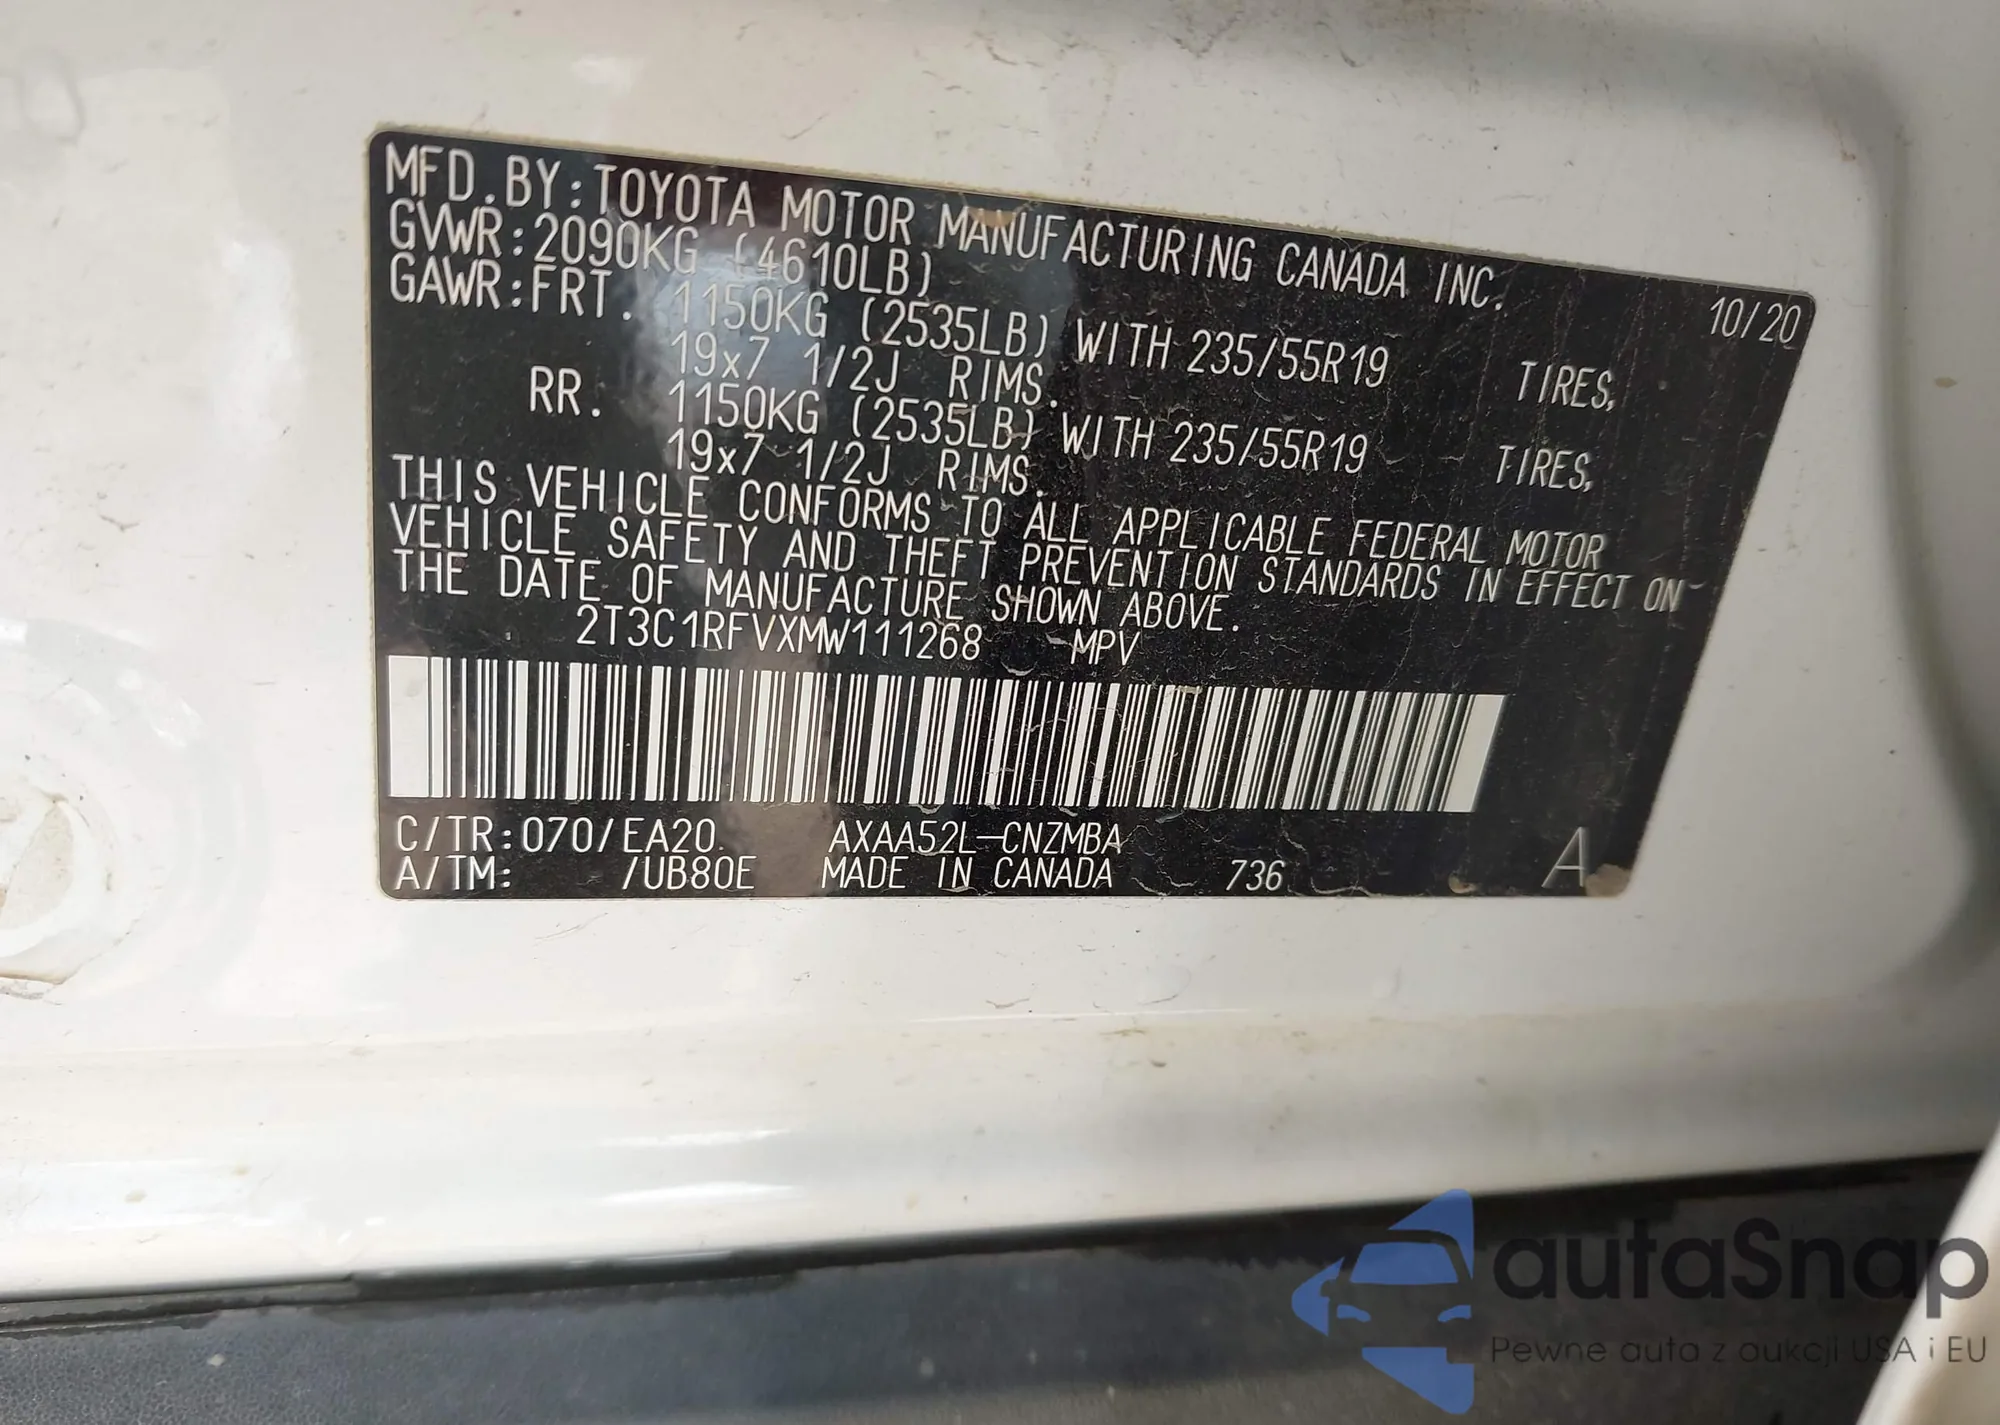 MFD.BY:TOYOTA MOTOR MANUFACTURING CANADA INC. 10/20
GVWR:2090KG (4610LB)
GAWR:FRT. 1150KG (2535LB) WITH 235/55R19 TIRES,
19x7 1/2J RIMS.
RR. 1150KG (2535LB) WITH 235/55R19 TIRES,
19x7 1/2J RIMS.
THIS VEHICLE CONFORMS TO ALL APPLICABLE FEDERAL MOTOR
VEHICLE SAFETY AND THEFT PREVENTION STANDARDS IN EFFECT ON
THE DATE OF MANUFACTURE SHOWN ABOVE.
2T3C1RFVXMW111268 MPV
C/TR:070/EA20 AXAA52L-CNZMBA
A/TM: /UB80E MADE IN CANADA 736 A
autaSnap
Pewne auta z aukcji USA i EU